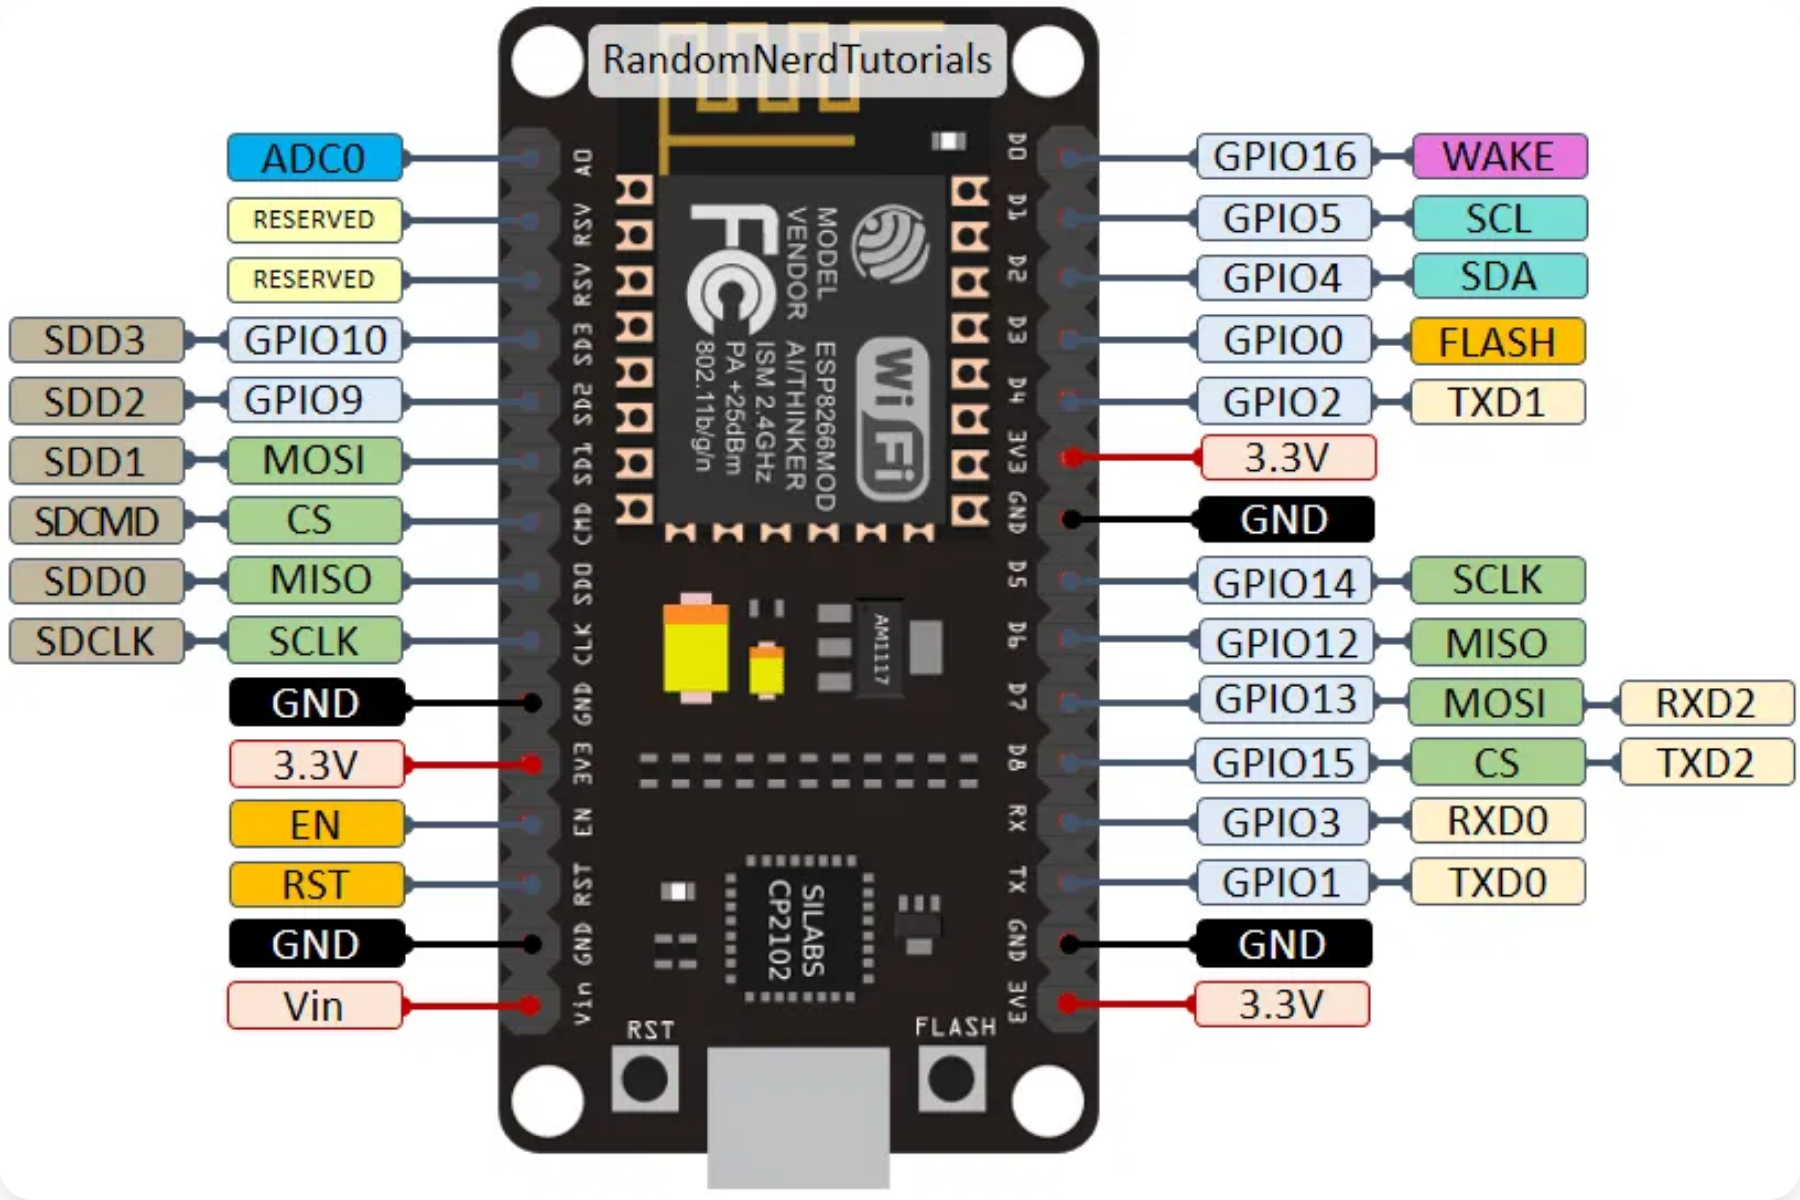 RandomNerdTutorials
ADC0
RESERVED
RESERVED
SDD3 GPIO10
SDD2 GPIO9
SDD1 MOSI
SDCMD CS
SDD0 MISO
SDCLK SCLK
GND
3.3V
EN
RST
GND
Vin
A0
RSV
RSV
SD3
SD2
SD1
CMD
SD0
CLK
GND
3V3
EN
RST
GND
Vin
MODEL ESP8266MOD
VENDOR AI/THINKER
ISM 2.4GHz
PA +25dBm
802.11b/g/n
FCC
WiFi
AM1117
SILABS
CP2102
RST
FLASH
D0
D1
D2
D3
D4
3V3
GND
D5
D6
D7
D8
RX
TX
GND
3V3
GPIO16 WAKE
GPIO5 SCL
GPIO4 SDA
GPIO0 FLASH
GPIO2 TXD1
3.3V
GND
GPIO14 SCLK
GPIO12 MISO
GPIO13 MOSI RXD2
GPIO15 CS TXD2
GPIO3 RXD0
GPIO1 TXD0
GND
3.3V